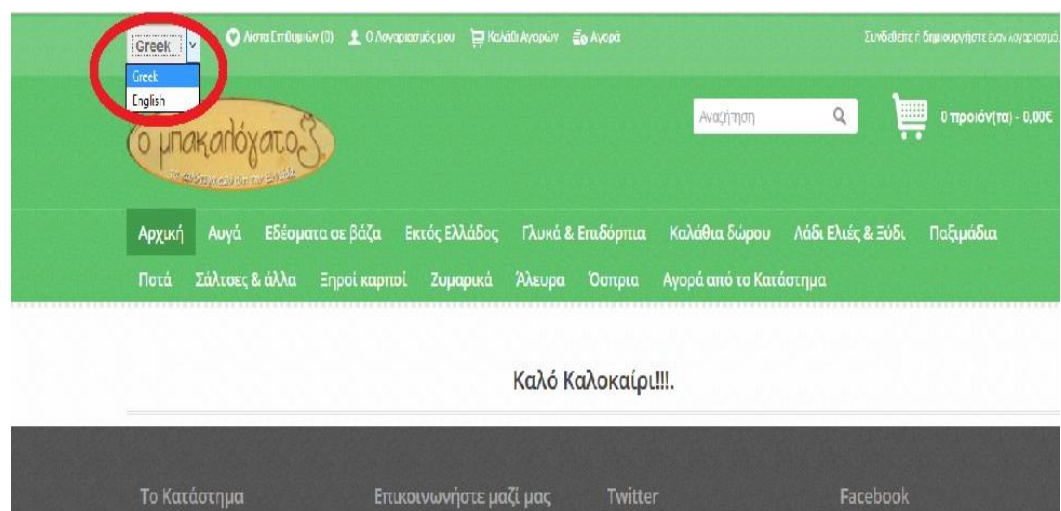 Greek
Λίστα Επιθυμιών (0) Ο Λογαριασμός μου Καλάθι Αγορών Αγορά
Συνδεθείτε ή δημιουργήστε έναν λογαριασμό.
Greek
English
ο μπακαλόγατος
Αναζήτηση
0 προϊόν(τα) - 0,00€
Αρχική Αυγά Εδέσματα σε βάζα Εκτός Ελλάδος Γλυκά & Επιδόρπια Καλάθια δώρου Λάδι Ελιές & Ξύδι Παξιμάδια
Ποτά Σάλτσες & άλλα Ξηροί καρποί Ζυμαρικά Άλευρα Όσπρια Αγορά από το Κατάστημα
Καλό Καλοκαίρι!!!.
Το Κατάστημα Επικοινωνήστε μαζί μας Twitter Facebook